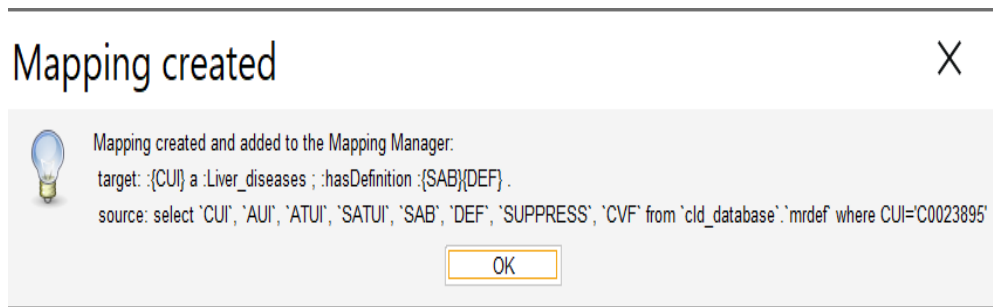 Mapping created X
Mapping created and added to the Mapping Manager:
target: :{CUI} a :Liver_diseases ; :hasDefinition :{SAB}{DEF} .
source: select `CUI`, `AUI`, `ATUI`, `SATUI`, `SAB`, `DEF`, `SUPPRESS`, `CVF` from `cld_database`.`mrdef` where CUI='C0023895'
OK